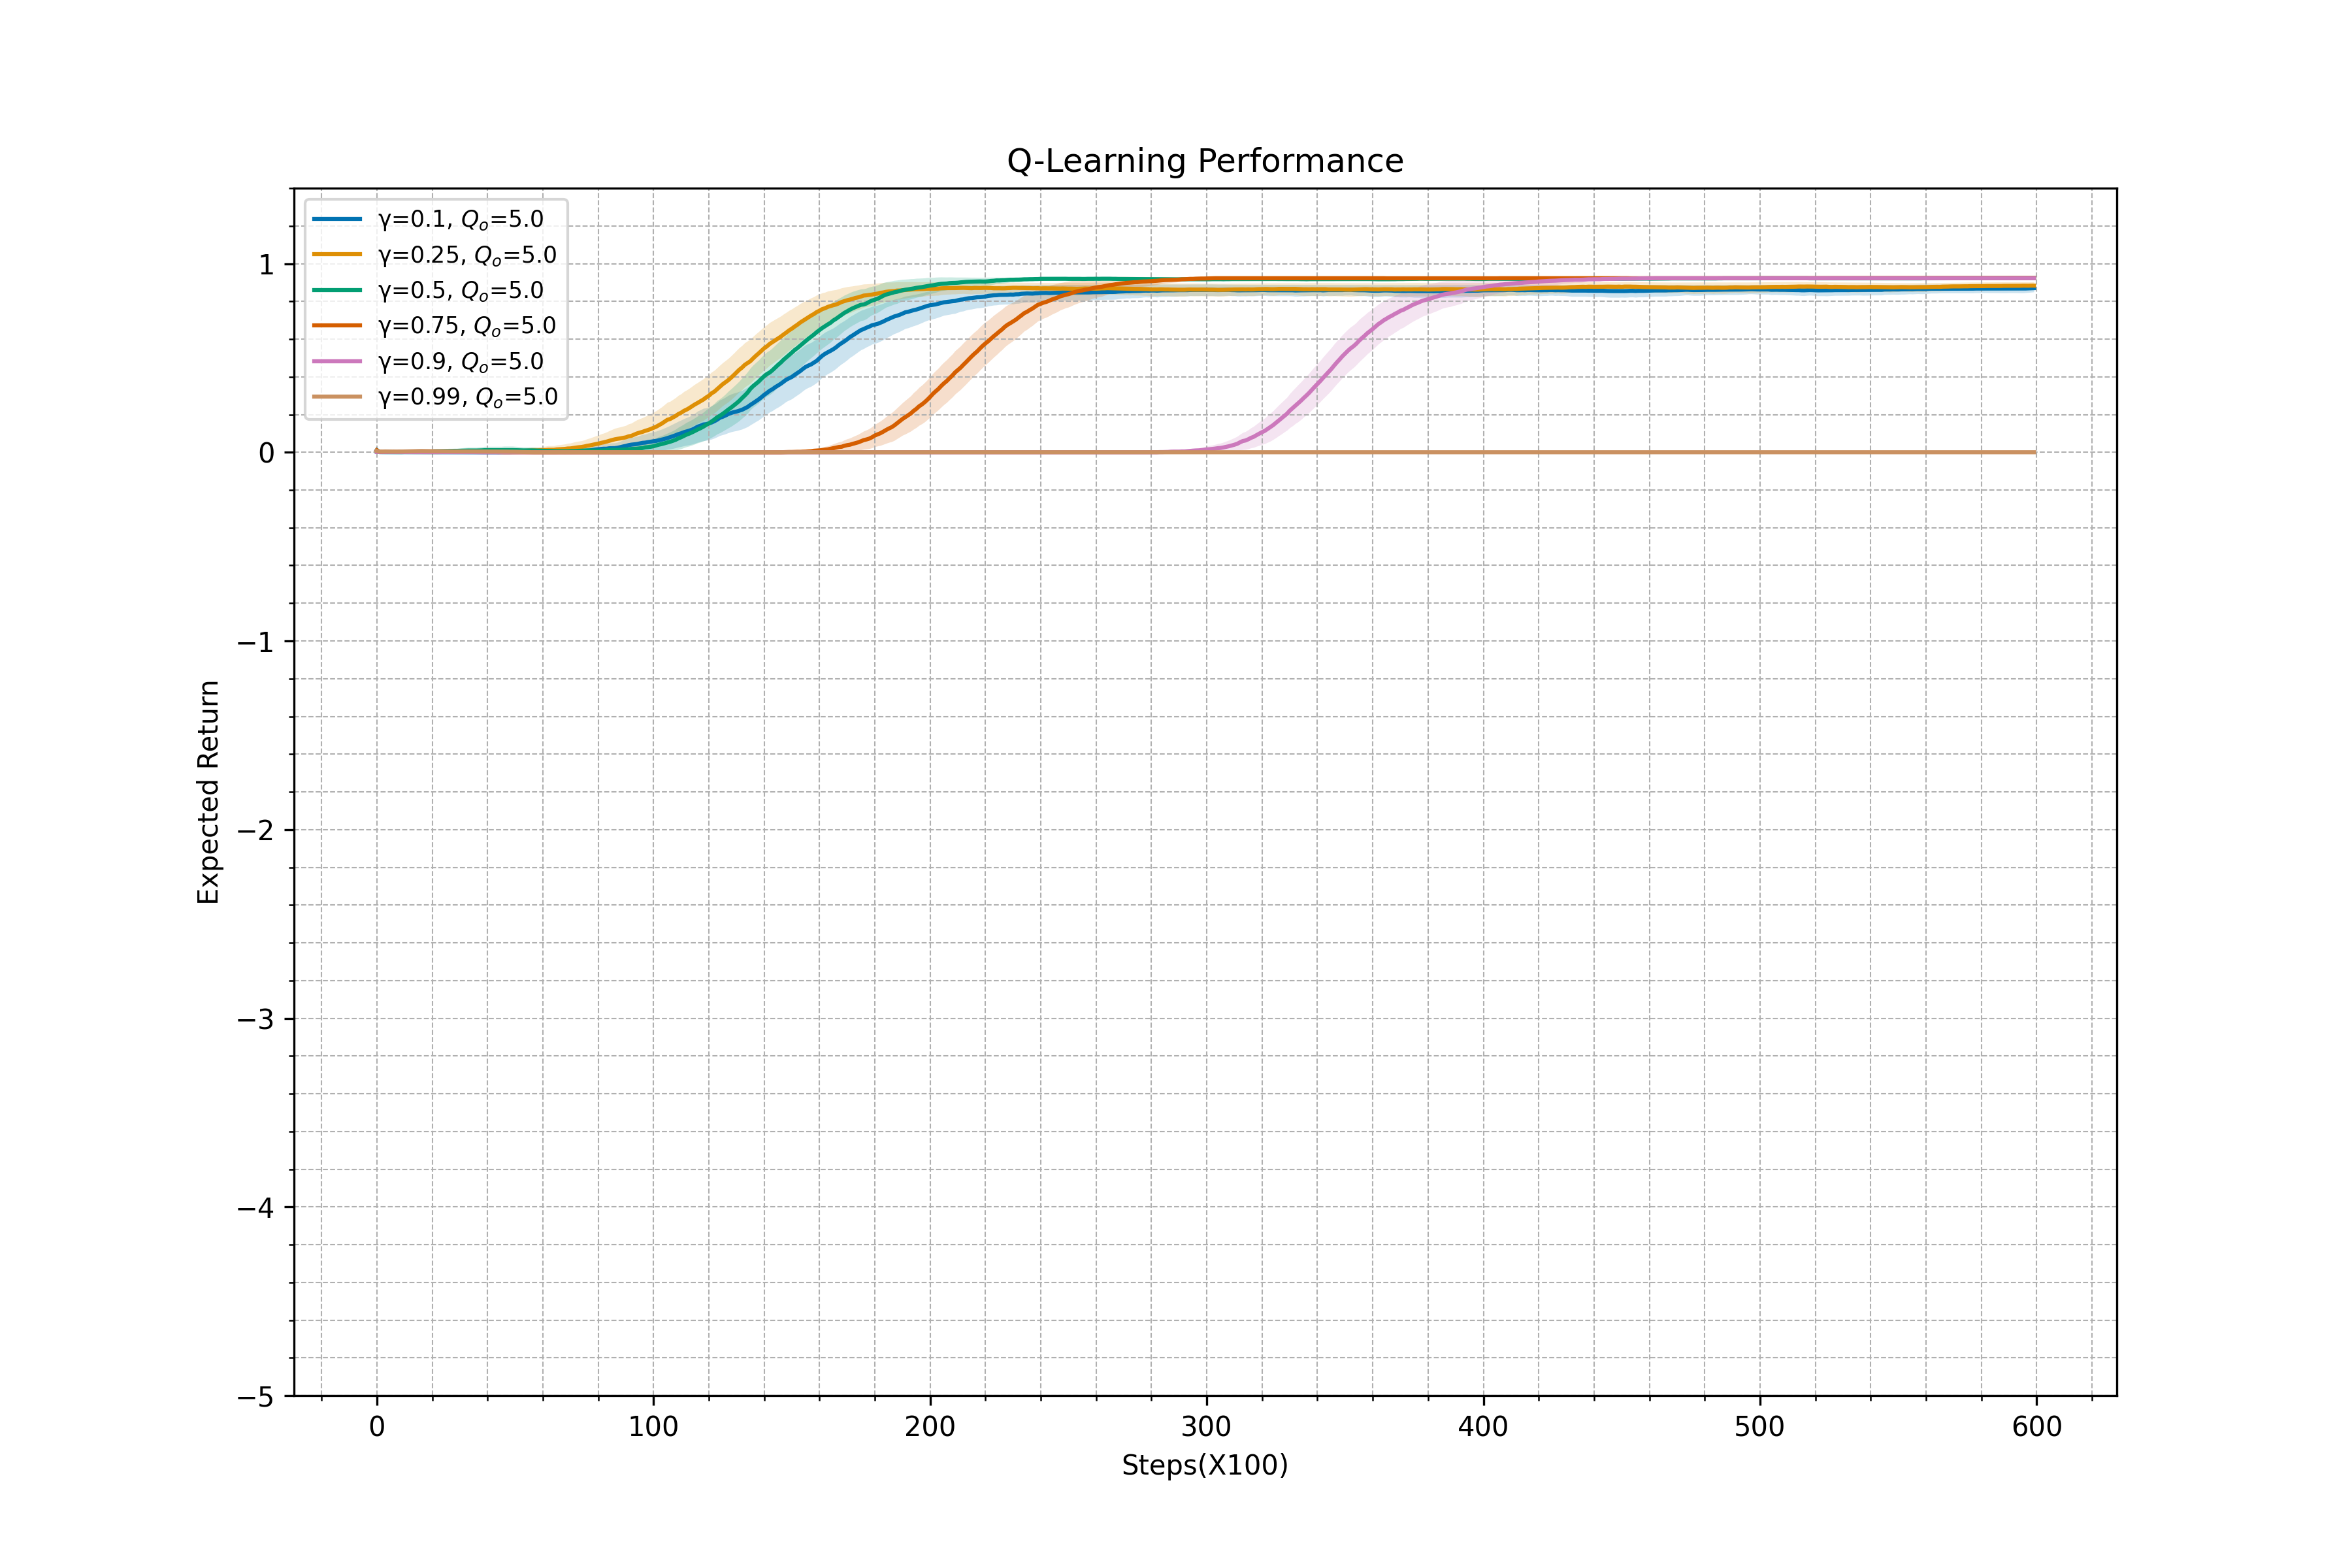 Q-Learning Performance
γ=0.1, Qo=5.0
γ=0.25, Qo=5.0
γ=0.5, Qo=5.0
γ=0.75, Qo=5.0
γ=0.9, Qo=5.0
γ=0.99, Qo=5.0
1
0
−1
−2
−3
−4
−5
Expected Return
0 100 200 300 400 500 600
Steps(X100)